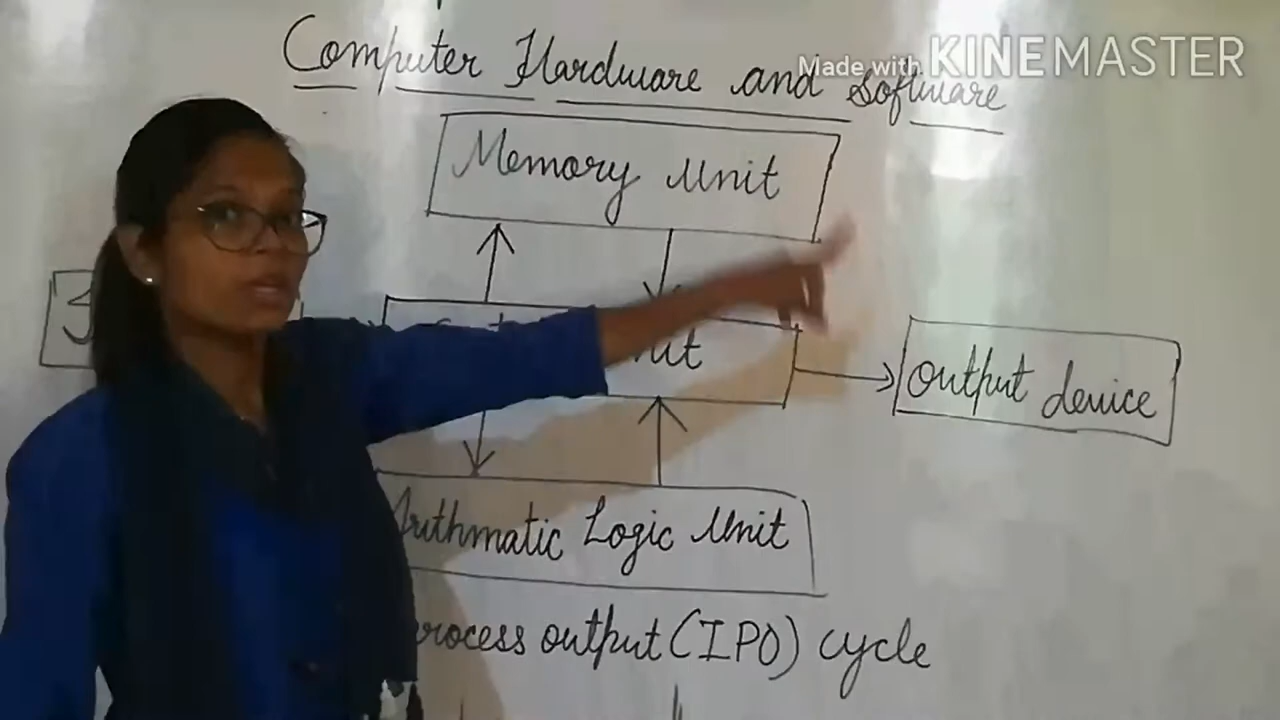 Computer Hardware and Software
Made with KINEMASTER
Memory Unit
output device
Arithmatic Logic Unit
process output (IPO) cycle